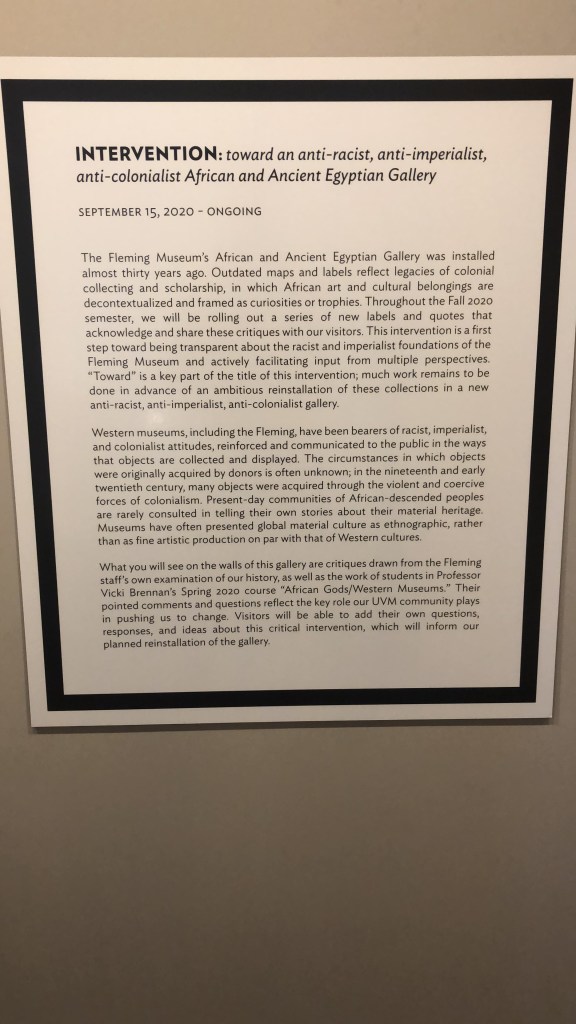 INTERVENTION: toward an anti-racist, anti-imperialist,
anti-colonialist African and Ancient Egyptian Gallery
SEPTEMBER 15, 2020 – ONGOING
The Fleming Museum's African and Ancient Egyptian Gallery was installed
almost thirty years ago. Outdated maps and labels reflect legacies of colonial
collecting and scholarship, in which African art and cultural belongings are
decontextualized and framed as curiosities or trophies. Throughout the Fall 2020
semester, we will be rolling out a series of new labels and quotes that
acknowledge and share these critiques with our visitors. This intervention is a first
step toward being transparent about the racist and imperialist foundations of the
Fleming Museum and actively facilitating input from multiple perspectives.
“Toward” is a key part of the title of this intervention; much work remains to be
done in advance of an ambitious reinstallation of these collections in a new
anti-racist, anti-imperialist, anti-colonialist gallery.
Western museums, including the Fleming, have been bearers of racist, imperialist,
and colonialist attitudes, reinforced and communicated to the public in the ways
that objects are collected and displayed. The circumstances in which objects
were originally acquired by donors is often unknown; in the nineteenth and early
twentieth century, many objects were acquired through the violent and coercive
forces of colonialism. Present-day communities of African-descended peoples
are rarely consulted in telling their own stories about their material heritage.
Museums have often presented global material culture as ethnographic, rather
than as fine artistic production on par with that of Western cultures.
What you will see on the walls of this gallery are critiques drawn from the Fleming
staff's own examination of our history, as well as the work of students in Professor
Vicki Brennan's Spring 2020 course “African Gods/Western Museums.” Their
pointed comments and questions reflect the key role our UVM community plays
in pushing us to change. Visitors will be able to add their own questions,
responses, and ideas about this critical intervention, which will inform our
planned reinstallation of the gallery.